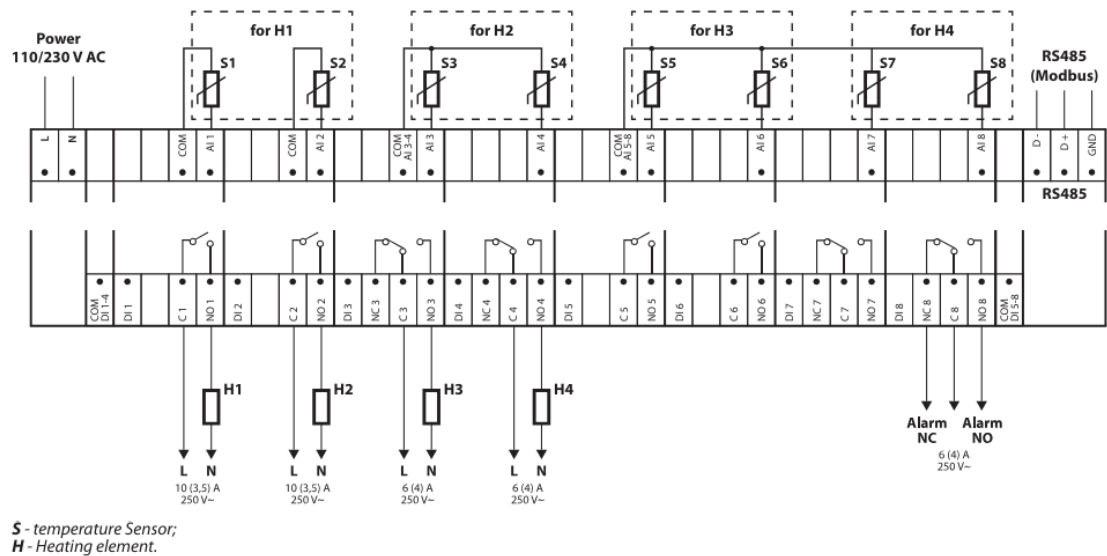 for H1
for H2
for H3
for H4
Power
110/230 V AC
RS485
(Modbus)
S1
S2
S3
S4
S5
S6
S7
S8
L
N
COM
AI 1
COM
AI 2
COM
AI 3-4
AI 3
AI 4
COM
AI 5-8
AI 5
AI 6
AI 7
AI 8
D -
D +
GND
RS485
COM
DI 1-4
DI 1
C 1
NO 1
DI 2
C 2
NO 2
DI 3
NC 3
C 3
NO 3
DI 4
NC 4
C 4
NO 4
DI 5
C 5
NO 5
DI 6
C 6
NO 6
DI 7
NC 7
C 7
NO 7
DI 8
NC 8
C 8
NO 8
COM
DI 5-8
H1
H2
H3
H4
Alarm
NC
Alarm
NO
6 (4) A
250 V~
L N
10 (3,5) A
250 V~
L N
10 (3,5) A
250 V~
L N
6 (4) A
250 V~
L N
6 (4) A
250 V~
S - temperature Sensor;
H - Heating element.